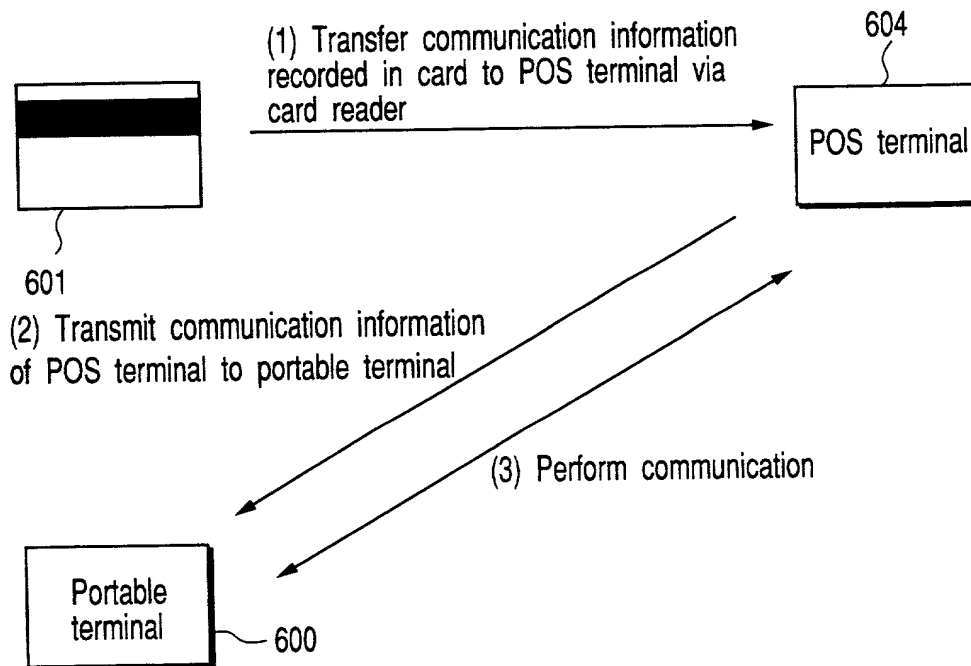 604
(1) Transfer communication information
recorded in card to POS terminal via
card reader
POS terminal
601
(2) Transmit communication information
of POS terminal to portable terminal
(3) Perform communication
Portable
terminal
600